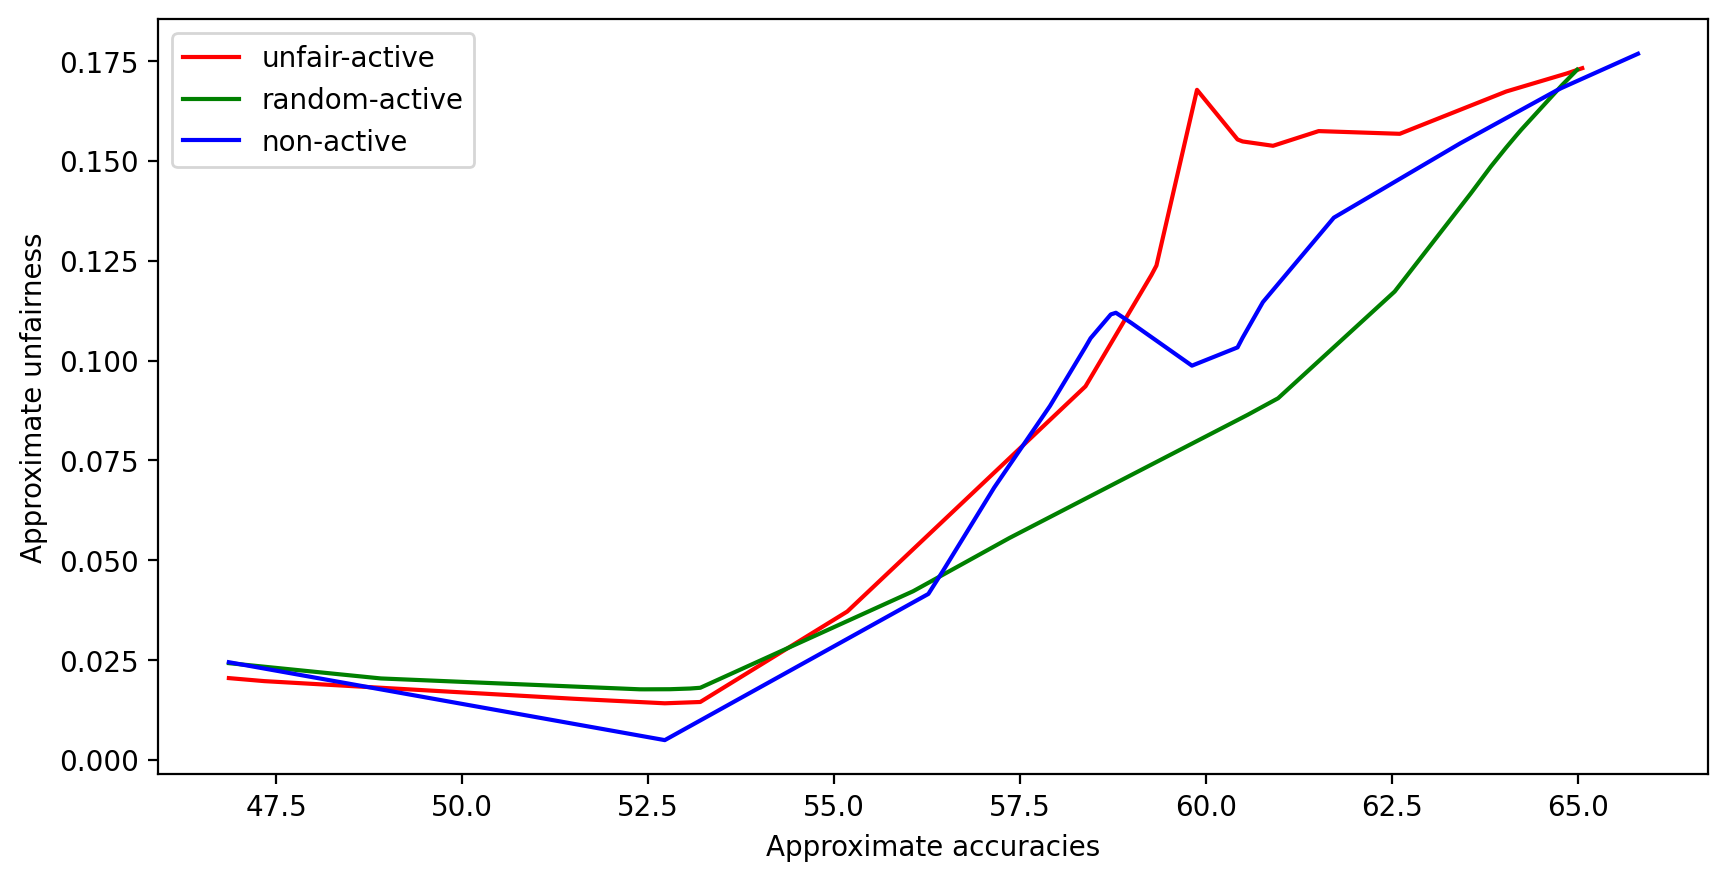 unfair-active
random-active
non-active
Approximate unfairness
0.175
0.150
0.125
0.100
0.075
0.050
0.025
0.000
47.5 50.0 52.5 55.0 57.5 60.0 62.5 65.0
Approximate accuracies